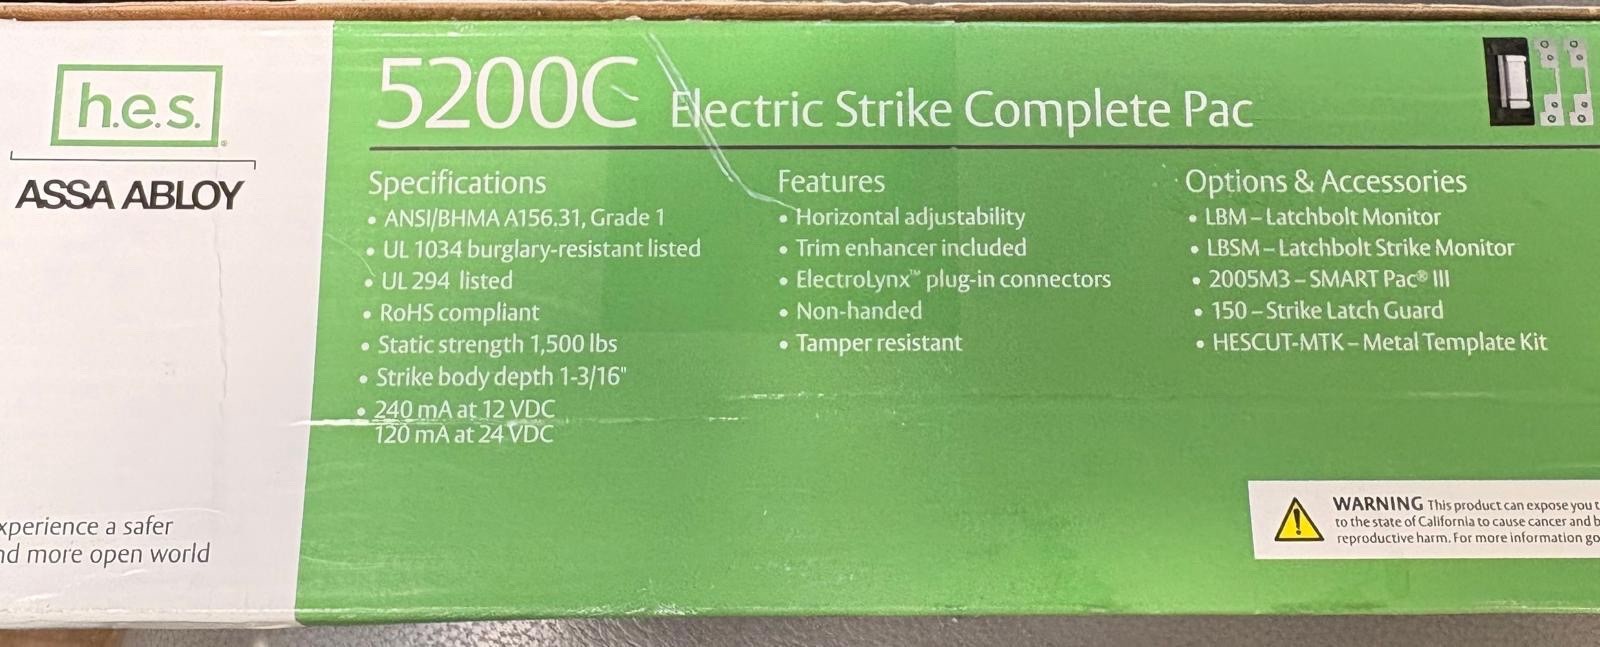 h.e.s.
ASSA ABLOY
xperience a safer
nd more open world
5200C Electric Strike Complete Pac
Specifications
• ANSI/BHMA A156.31, Grade 1
• UL 1034 burglary-resistant listed
• UL 294 listed
• RoHS compliant
• Static strength 1,500 lbs
• Strike body depth 1-3/16"
• 240 mA at 12 VDC
120 mA at 24 VDC
Features
• Horizontal adjustability
• Trim enhancer included
• ElectroLynx™ plug-in connectors
• Non-handed
• Tamper resistant
Options & Accessories
• LBM – Latchbolt Monitor
• LBSM – Latchbolt Strike Monitor
• 2005M3 – SMART Pac® III
• 150 – Strike Latch Guard
• HESCUT-MTK – Metal Template Kit
WARNING This product can expose you t
to the state of California to cause cancer and b
reproductive harm. For more information go